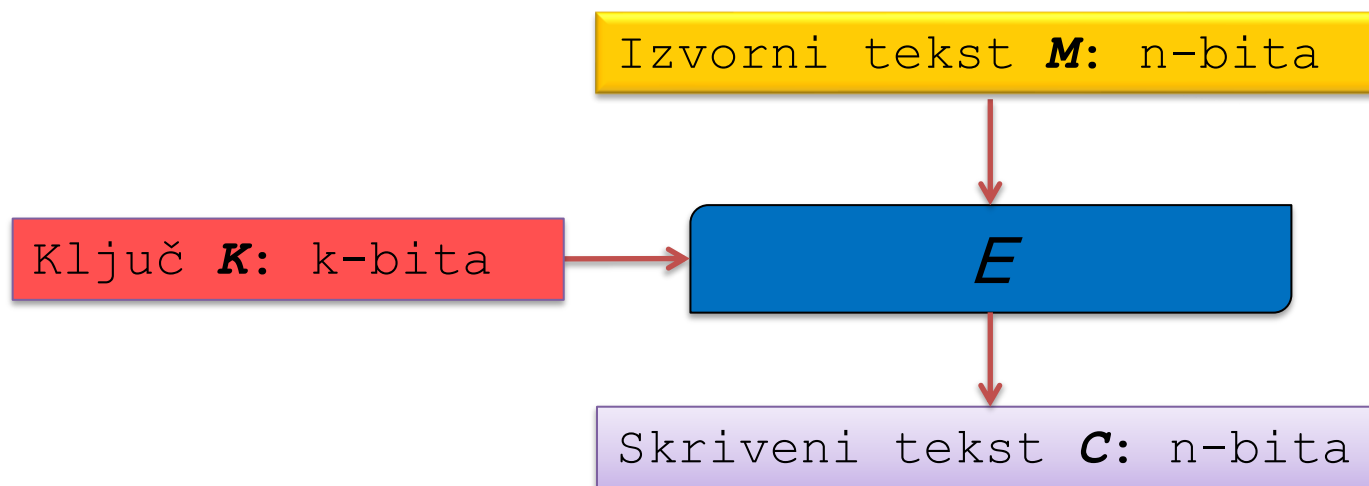 Izvorni tekst M: n-bita
Ključ K: k-bita
E
Skriveni tekst C: n-bita